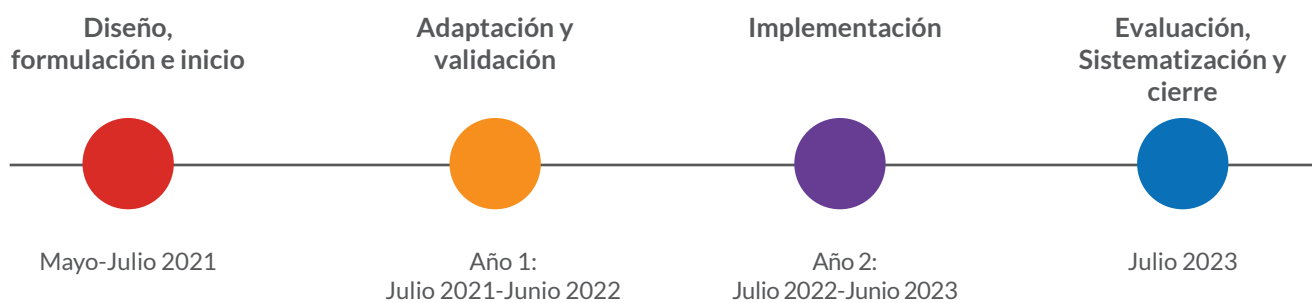 Diseño,
formulación e inicio
Adaptación y
validación
Implementación
Evaluación,
Sistematización y
cierre
Mayo-Julio 2021
Año 1:
Julio 2021-Junio 2022
Año 2:
Julio 2022-Junio 2023
Julio 2023